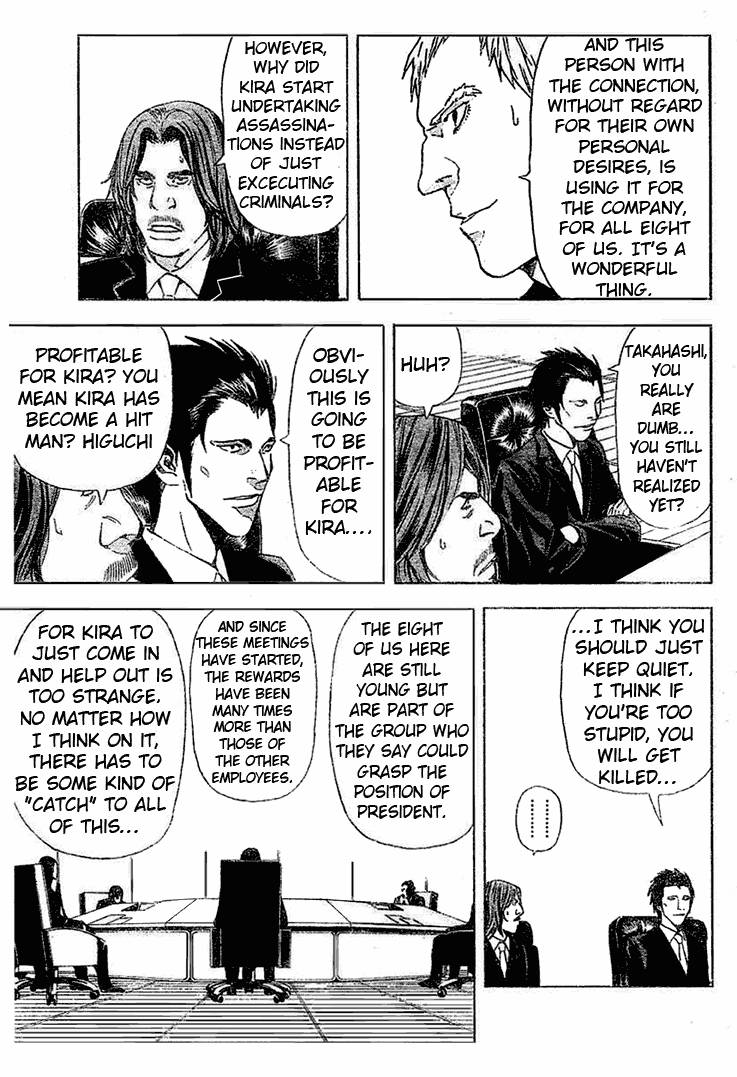 AND THIS
PERSON WITH
THE CONNECTION,
WITHOUT REGARD
FOR THEIR OWN
PERSONAL
DESIRES, IS
USING IT FOR
THE COMPANY,
FOR ALL EIGHT
OF US. IT'S A
WONDERFUL
THING.
HOWEVER,
WHY DID
KIRA START
UNDERTAKING
ASSASSINA-
TIONS INSTEAD
OF JUST
EXCECUTING
CRIMINALS?
TAKAHASHI,
YOU
REALLY
ARE
DUMB...
YOU STILL
HAVEN'T
REALIZED
YET?
HUH?
OBVI-
OUSLY
THIS IS
GOING
TO BE
PROFIT-
ABLE
FOR
KIRA....
PROFITABLE
FOR KIRA? YOU
MEAN KIRA HAS
BECOME A HIT
MAN? HIGUCHI
...I THINK YOU
SHOULD JUST
KEEP QUIET.
I THINK IF
YOU'RE TOO
STUPID, YOU
WILL GET
KILLED...
......
THE EIGHT
OF US HERE
ARE STILL
YOUNG BUT
ARE PART OF
THE GROUP WHO
THEY SAY COULD
GRASP THE
POSITION OF
PRESIDENT.
AND SINCE
THESE MEETINGS
HAVE STARTED,
THE REWARDS
HAVE BEEN
MANY TIMES
MORE THAN
THOSE OF
THE OTHER
EMPLOYEES.
FOR KIRA TO
JUST COME IN
AND HELP OUT IS
TOO STRANGE.
NO MATTER HOW
I THINK ON IT,
THERE HAS TO
BE SOME KIND OF
"CATCH" TO ALL
OF THIS...